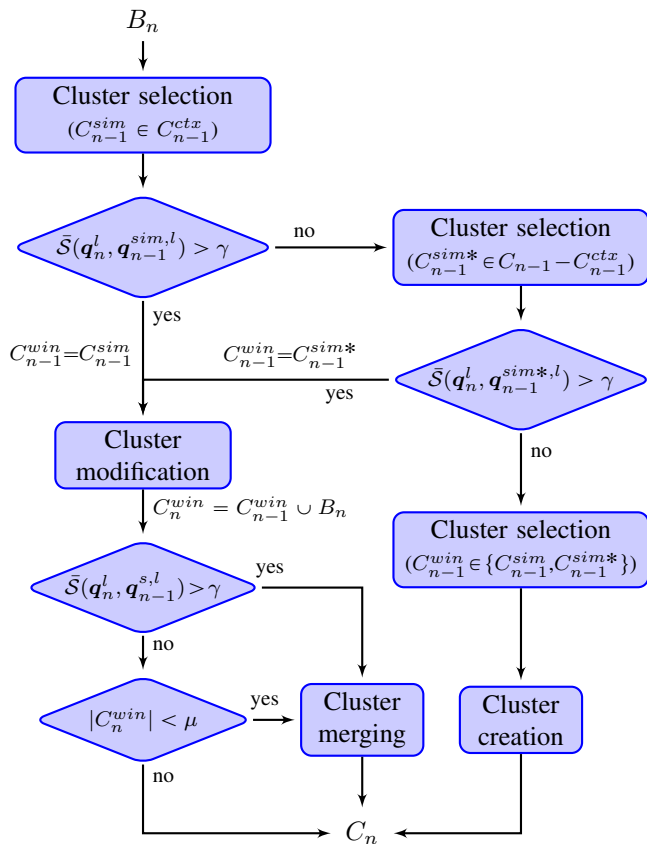 Bₙ
Cluster selection
(C_{n-1}^{sim} ∈ C_{n-1}^{ctx})
S̄(q_n^l, q_{n-1}^{sim,l}) > γ
no
Cluster selection
(C_{n-1}^{sim*} ∈ C_{n-1} − C_{n-1}^{ctx})
yes
C_{n-1}^{win}=C_{n-1}^{sim}
C_{n-1}^{win}=C_{n-1}^{sim*}
yes
S̄(q_n^l, q_{n-1}^{sim*,l}) > γ
no
Cluster
modification
C_n^{win} = C_{n-1}^{win} ∪ B_n
Cluster selection
(C_{n-1}^{win} ∈ {C_{n-1}^{sim}, C_{n-1}^{sim*}})
S̄(q_n^l, q_{n-1}^{s,l}) > γ
yes
no
|C_n^{win}| < μ
yes
Cluster
merging
Cluster
creation
no
C_n